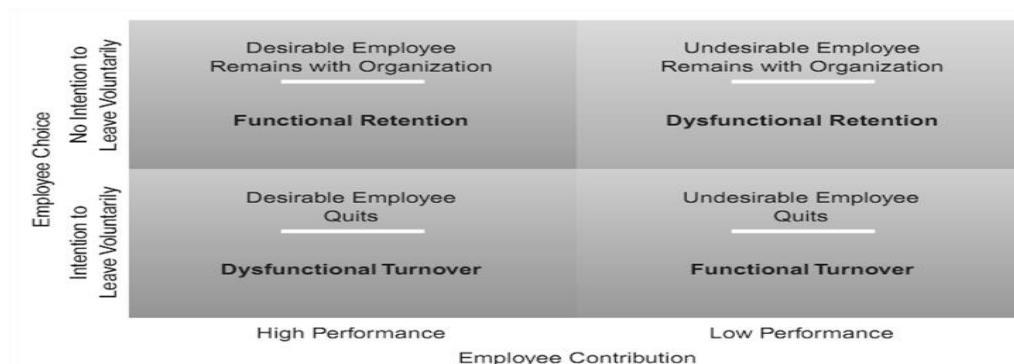 Employee Choice
No Intention to
Leave Voluntarily
Desirable Employee
Remains with Organization
Functional Retention
Undesirable Employee
Remains with Organization
Dysfunctional Retention
Intention to
Leave Voluntarily
Desirable Employee
Quits
Dysfunctional Turnover
Undesirable Employee
Quits
Functional Turnover
High Performance
Low Performance
Employee Contribution